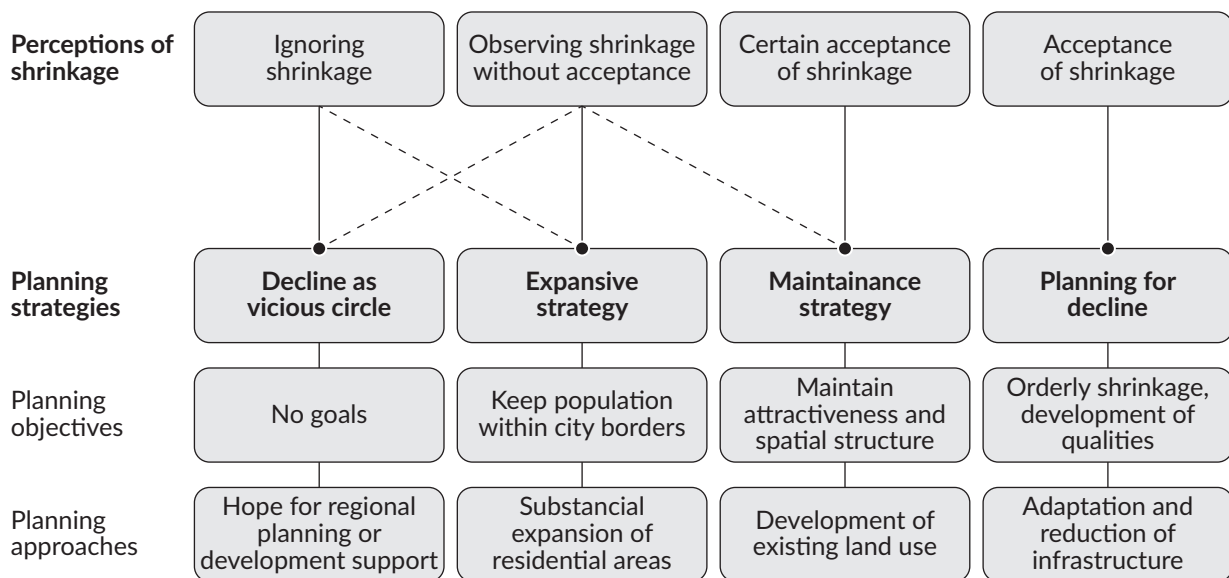 Perceptions of
shrinkage
Ignoring
shrinkage
Observing shrinkage
without acceptance
Certain acceptance
of shrinkage
Acceptance
of shrinkage
Planning
strategies
Decline as
vicious circle
Expansive
strategy
Maintainance
strategy
Planning for
decline
Planning
objectives
No goals
Keep population
within city borders
Maintain
attractiveness and
spatial structure
Orderly shrinkage,
development of
qualities
Planning
approaches
Hope for regional
planning or
development support
Substancial
expansion of
residential areas
Development of
existing land use
Adaptation and
reduction of
infrastructure